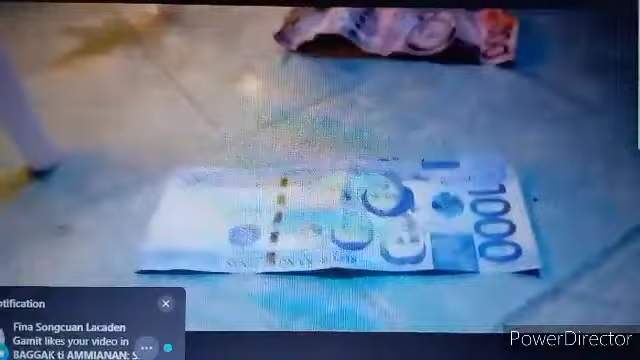 1000
otification
Fina Songcuan Lacaden
Gamit likes your video in
BAGGAK ti AMMIANAN: S...
PowerDirector